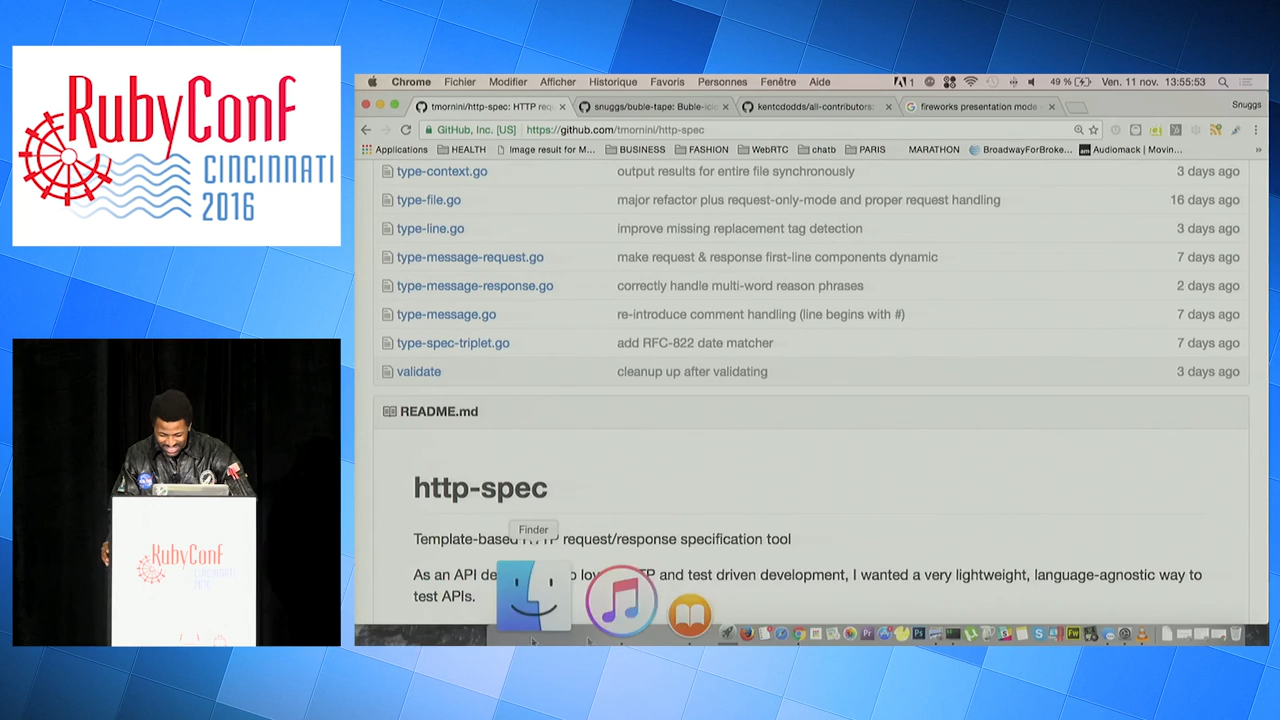 RubyConf
CINCINNATI
2016
RubyConf
CINCINNATI
2016
Chrome Fichier Modifier Afficher Historique Favoris Personnes Fenêtre Aide 1 49 % Ven. 11 nov. 13:55:53
tmornini/http-spec: HTTP req snuggs/buble-tape: Buble-ici kentcdodds/all-contributors: fireworks presentation mode Snuggs
GitHub, Inc. [US] https://github.com/tmornini/http-spec
Applications HEALTH Image result for M... BUSINESS FASHION WebRTC chatb PARIS MARATHON BroadwayForBroke... am Audiomack | Movin... »
type-context.go output results for entire file synchronously 3 days ago
type-file.go major refactor plus request-only-mode and proper request handling 16 days ago
type-line.go improve missing replacement tag detection 3 days ago
type-message-request.go make request & response first-line components dynamic 7 days ago
type-message-response.go correctly handle multi-word reason phrases 2 days ago
type-message.go re-introduce comment handling (line begins with #) 7 days ago
type-spec-triplet.go add RFC-822 date matcher 7 days ago
validate cleanup up after validating 3 days ago
README.md
http-spec
Finder
Template-based request/response specification tool
As an API and test driven development, I wanted a very lightweight, language-agnostic way to
test APIs.
Pr Ps Fw